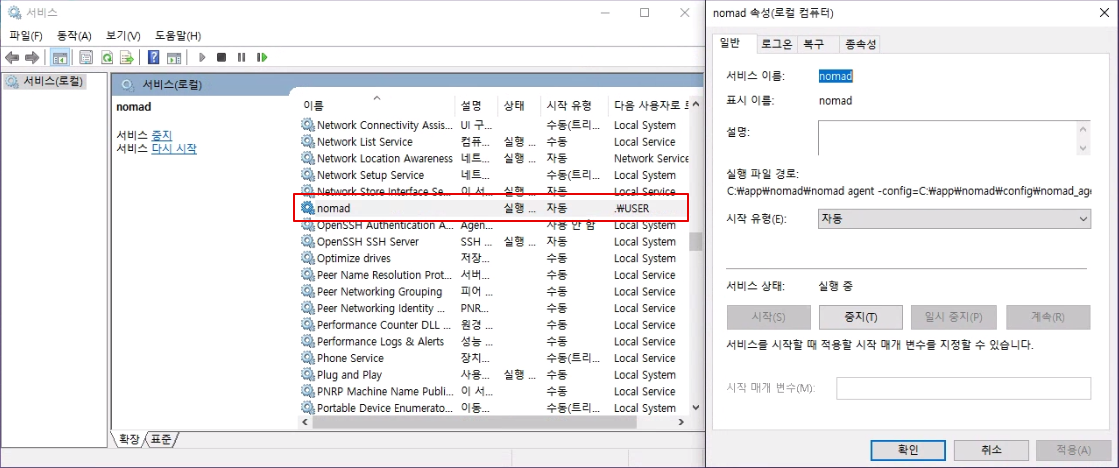 서비스
파일(F) 동작(A) 보기(V) 도움말(H)
서비스(로컬)
서비스(로컬)
nomad
서비스 중지
서비스 다시 시작
이름 설명 상태 시작 유형 다음 사용자로 로
Network Connectivity Assis... UI 구... 수동(트리... Local System
Network List Service 컴퓨... 실행 ... 수동 Local Service
Network Location Awareness 네트... 실행 ... 자동 Network Service
Network Setup Service 네트... 수동(트리... Local System
Network Store Interface Se... 이 서... 실행 ... 자동 Local Service
nomad 실행 ... 자동 .₩USER
OpenSSH Authentication A... Agen... 사용 안 함 Local System
OpenSSH SSH Server SSH ... 실행 ... 자동 Local System
Optimize drives 저장... 수동 Local System
Peer Name Resolution Prot... 서버... 수동 Local Service
Peer Networking Grouping 피어 ... 수동 Local Service
Peer Networking Identity ... PNR... 수동 Local Service
Performance Counter DLL ... 원경 ... 수동 Local Service
Performance Logs & Alerts 성능 ... 수동 Local Service
Phone Service 장치... 수동(트리... Local Service
Plug and Play 사용... 실행 ... 수동 Local System
PNRP Machine Name Publi... 이 서... 수동 Local Service
Portable Device Enumerato... 이동... 수동(트리... Local System
확장 표준
nomad 속성(로컬 컴퓨터)
일반 로그온 복구 종속성
서비스 이름: nomad
표시 이름: nomad
설명:
실행 파일 경로:
C:₩app₩nomad₩nomad agent -config=C:₩app₩nomad₩config₩nomad_age
시작 유형(E): 자동
서비스 상태: 실행 중
시작(S) 중지(T) 일시 중지(P) 계속(R)
서비스를 시작할 때 적용할 시작 매개 변수를 지정할 수 있습니다.
시작 매개 변수(M):
확인 취소 적용(A)